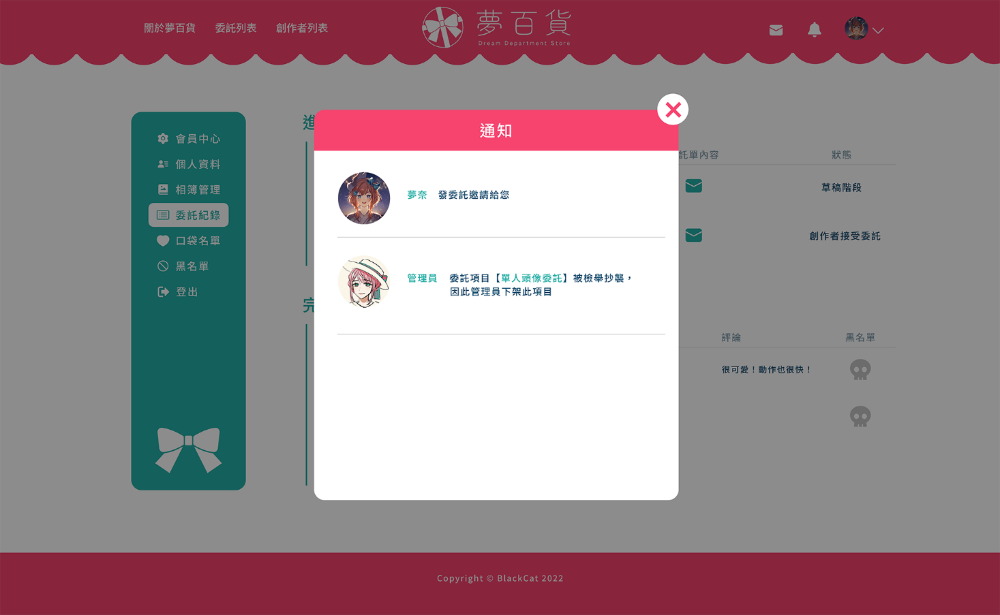 關於夢百貨
委託列表
創作者列表
夢百貨
Dream Department Store
會員中心
個人資料
相簿管理
委託紀錄
口袋名單
黑名單
登出
進
完
通知
夢奈 發委託邀請給您
管理員 委託項目【單人頭像委託】被檢舉抄襲，
因此管理員下架此項目
託單內容 狀態
草稿階段
創作者接受委託
評論 黑名單
很可愛！動作也很快！
Copyright © BlackCat 2022